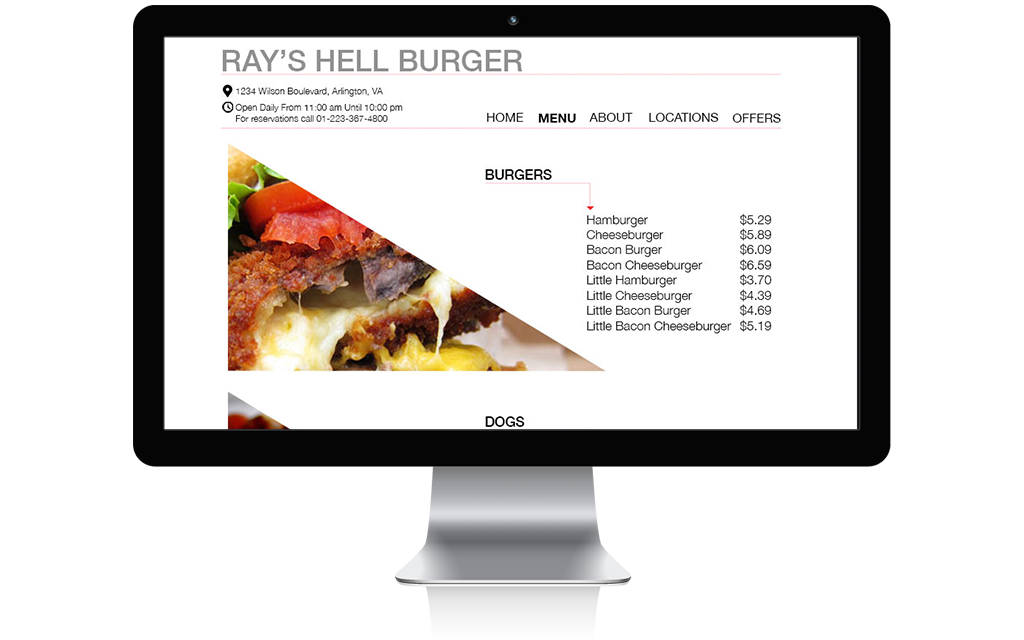 RAY’S HELL BURGER
1234 Wilson Boulevard, Arlington, VA
Open Daily From 11:00 am Until 10:00 pm
For reservations call 01-223-367-4800
HOME MENU ABOUT LOCATIONS OFFERS
BURGERS
Hamburger $5.29
Cheeseburger $5.89
Bacon Burger $6.09
Bacon Cheeseburger $6.59
Little Hamburger $3.70
Little Cheeseburger $4.39
Little Bacon Burger $4.69
Little Bacon Cheeseburger $5.19
DOGS